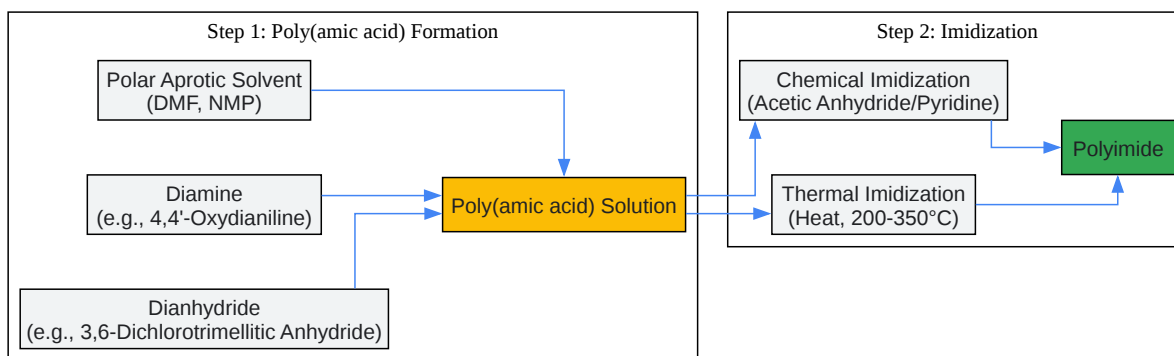 Step 1: Poly(amic acid) Formation
Polar Aprotic Solvent
(DMF, NMP)
Diamine
(e.g., 4,4'-Oxydianiline)
Dianhydride
(e.g., 3,6-Dichlorotrimellitic Anhydride)
Poly(amic acid) Solution
Step 2: Imidization
Chemical Imidization
(Acetic Anhydride/Pyridine)
Thermal Imidization
(Heat, 200-350°C)
Polyimide